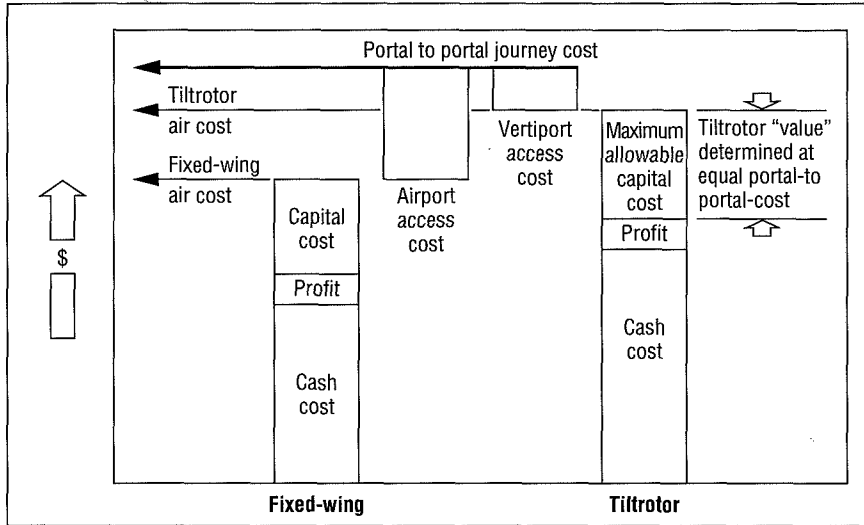 Portal to portal journey cost
Tiltrotor
air cost
Fixed-wing
air cost
Vertiport
access
cost
Airport
access
cost
Maximum
allowable
capital
cost
Tiltrotor “value”
determined at
equal portal-to
portal-cost
$
Capital
cost
Profit
Cash
cost
Profit
Cash
cost
Fixed-wing
Tiltrotor